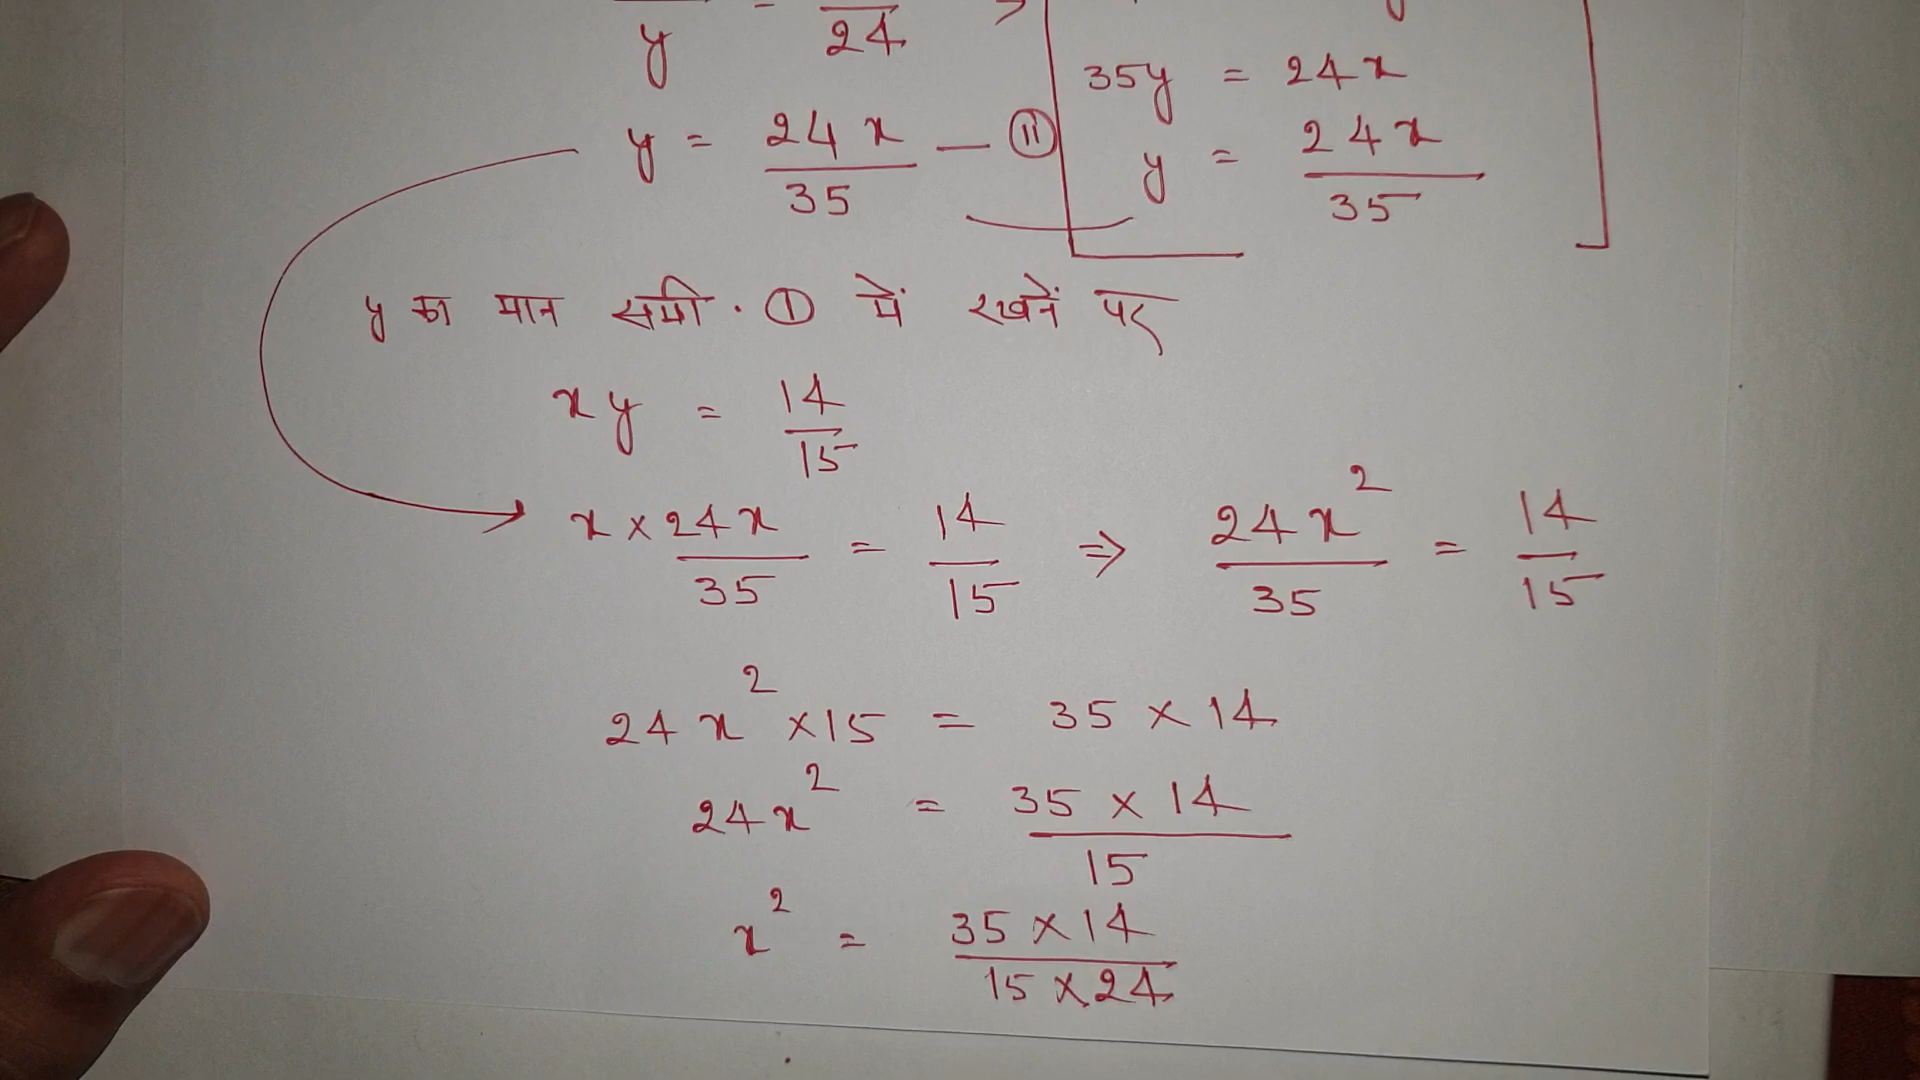 y = 24
y = 24x/35 — (ii)
35y = 24x
y = 24x/35
y का मान समी. (1) में रखनें पर
xy = 14/15
x × 24x/35 = 14/15 ⇒ 24x²/35 = 14/15
24x² × 15 = 35 × 14
24x² = 35 × 14/15
x² = 35 × 14/15 × 24